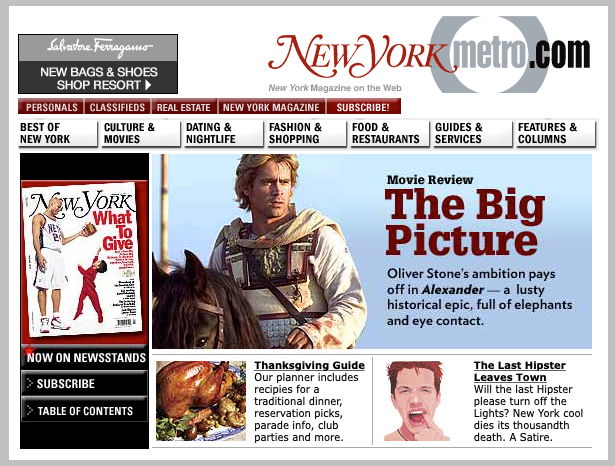 Salvatore Ferragamo
NEW BAGS & SHOES
SHOP RESORT
NEW YORK metro.com
New York Magazine on the Web
PERSONALS CLASSIFIEDS REAL ESTATE NEW YORK MAGAZINE SUBSCRIBE!
BEST OF
NEW YORK
CULTURE &
MOVIES
DATING &
NIGHTLIFE
FASHION &
SHOPPING
FOOD &
RESTAURANTS
GUIDES &
SERVICES
FEATURES &
COLUMNS
NEW YORK
What
To
Give
NETS
NOW ON NEWSSTANDS
SUBSCRIBE
TABLE OF CONTENTS
Movie Review
The Big
Picture
Oliver Stone's ambition pays
off in Alexander — a lusty
historical epic, full of elephants
and eye contact.
Thanksgiving Guide
Our planner includes
recipies for a
traditional dinner,
reservation picks,
parade info, club
parties and more.
The Last Hipster
Leaves Town
Will the last Hipster
please turn off the
Lights? New York cool
dies its thousandth
death. A Satire.